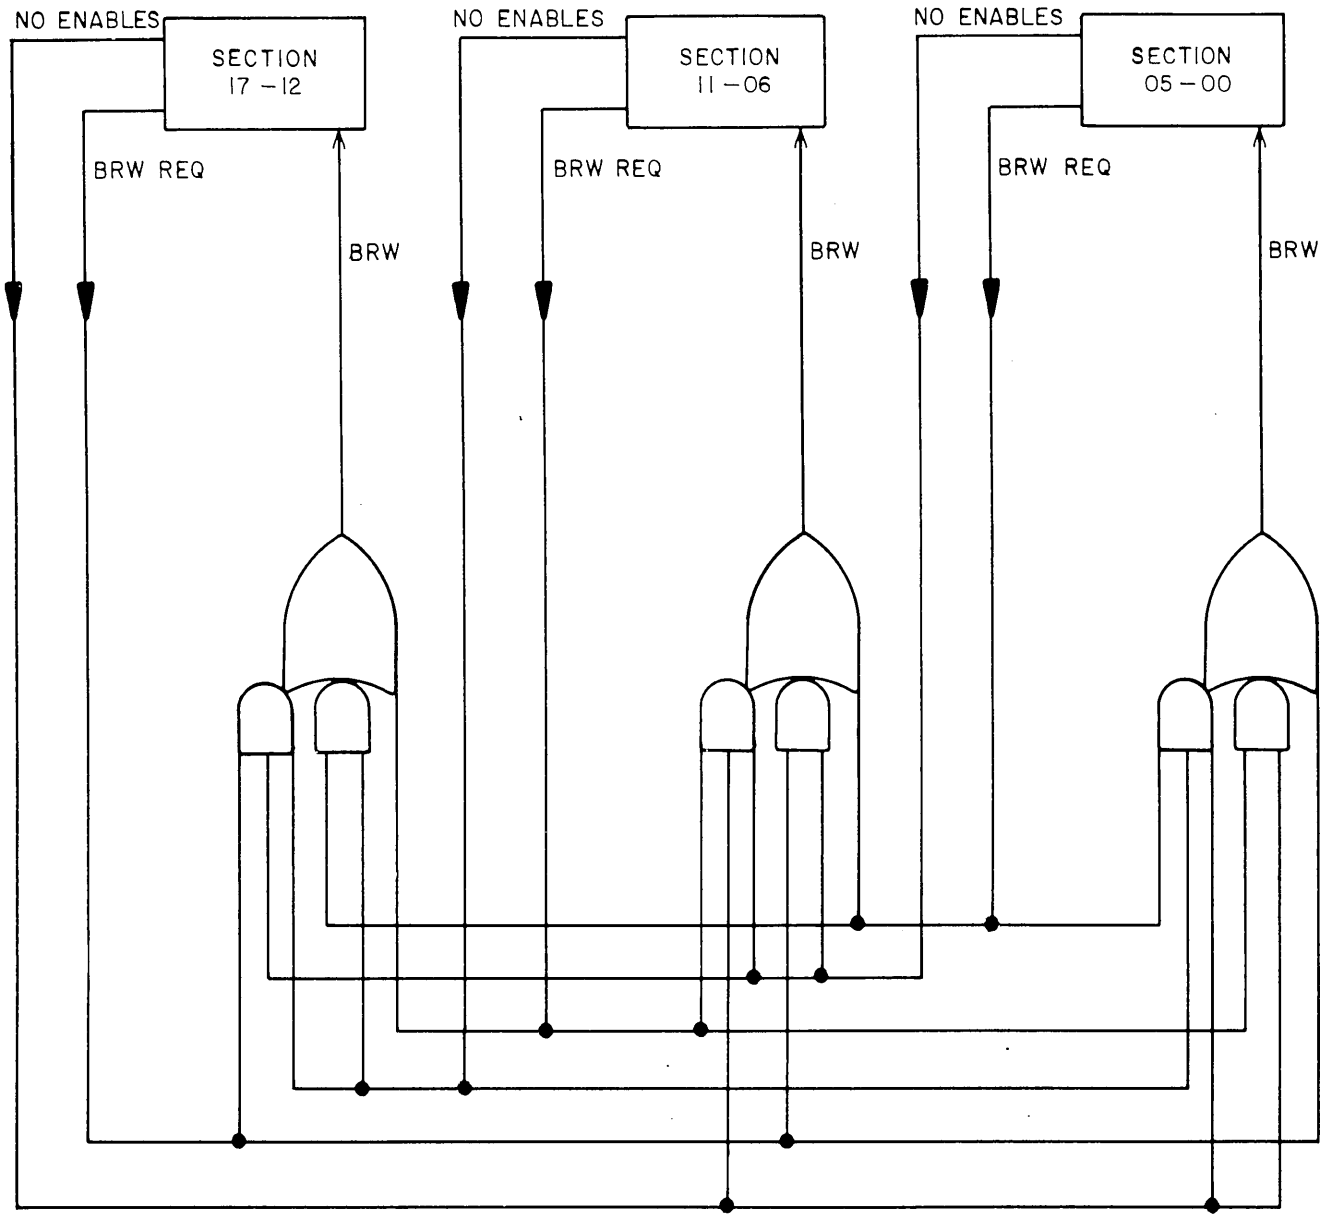 NO ENABLES
SECTION
17-12
BRW REQ
BRW
NO ENABLES
SECTION
11-06
BRW REQ
BRW
NO ENABLES
SECTION
05-00
BRW REQ
BRW